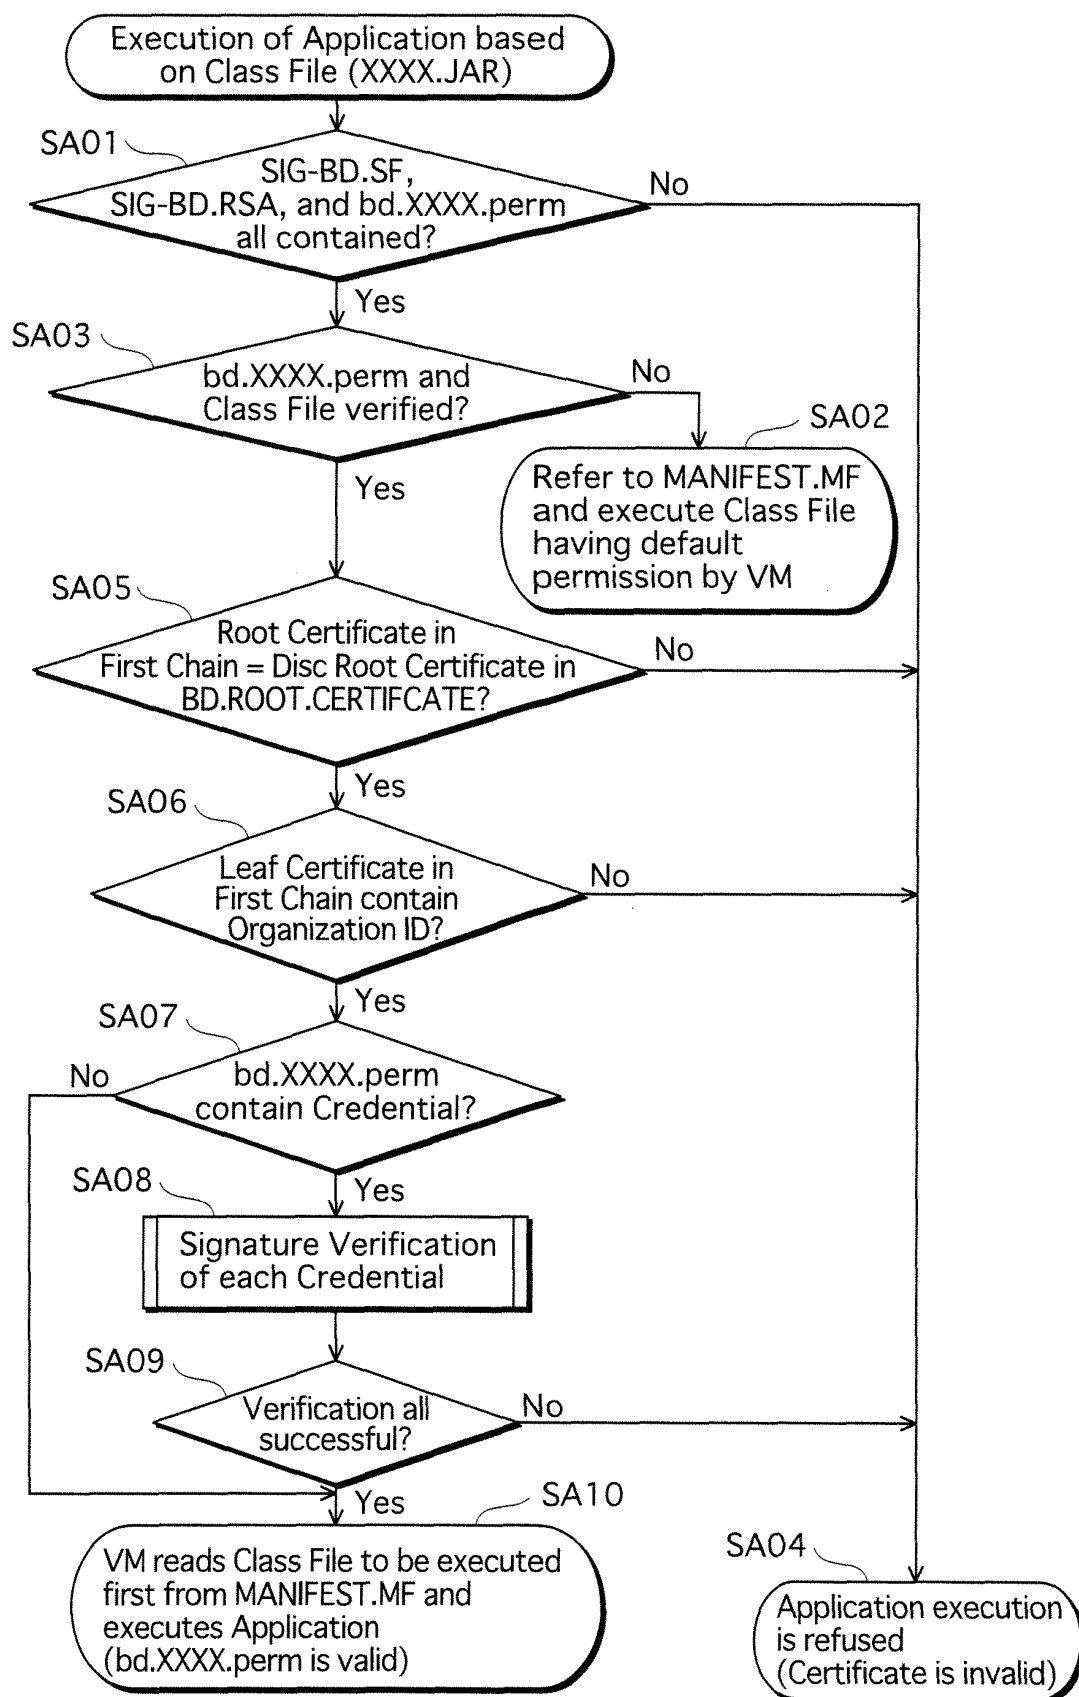 Execution of Application based
on Class File (XXXX.JAR)
SA01
SIG-BD.SF,
SIG-BD.RSA, and bd.XXXX.perm
all contained?
No
Yes
SA03
bd.XXXX.perm and
Class File verified?
No
SA02
Refer to MANIFEST.MF
and execute Class File
having default
permission by VM
Yes
SA05
Root Certificate in
First Chain = Disc Root Certificate in
BD.ROOT.CERTIFCATE?
No
Yes
SA06
Leaf Certificate in
First Chain contain
Organization ID?
No
Yes
SA07
No
bd.XXXX.perm
contain Credential?
Yes
SA08
Signature Verification
of each Credential
SA09
Verification all
successful?
No
Yes
SA10
VM reads Class File to be executed
first from MANIFEST.MF and
executes Application
(bd.XXXX.perm is valid)
SA04
Application execution
is refused
(Certificate is invalid)